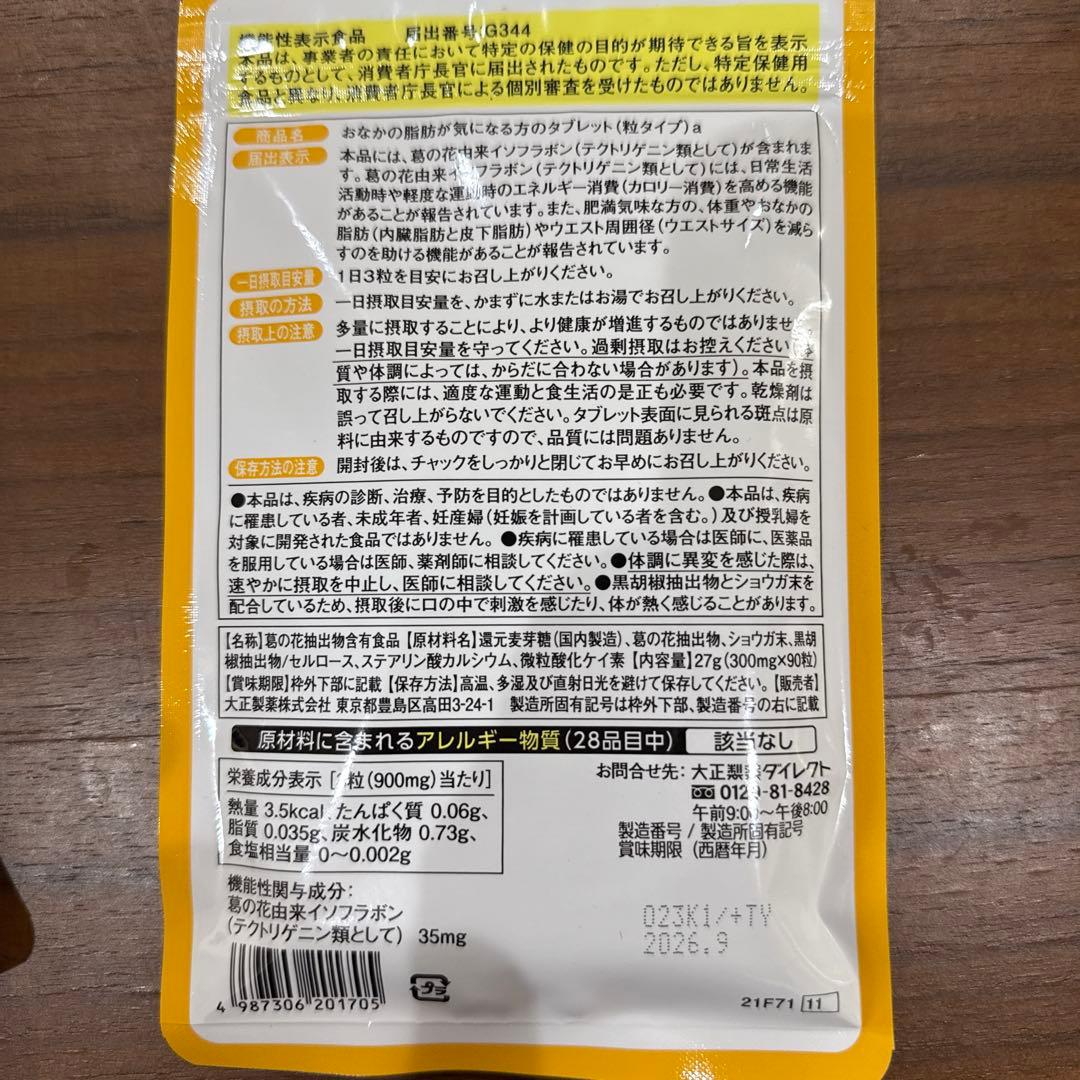 機能性表示食品 届出番号:G344
本品は、事業者の責任において特定の保健の目的が期待できる旨を表示
するものとして、消費者庁長官に届出されたものです。ただし、特定保健用
食品と異なり、消費者庁長官による個別審査を受けたものではありません。
商品名 おなかの脂肪が気になる方のタブレット(粒タイプ)a
届出表示 本品には、葛の花由来イソフラボン(テクトリゲニン類として)が含まれま
す。葛の花由来イソフラボン(テクトリゲニン類として)には、日常生活
活動時や軽度な運動時のエネルギー消費(カロリー消費)を高める機能
があることが報告されています。また、肥満気味な方の、体重やおなかの
脂肪(内臓脂肪と皮下脂肪)やウエスト周囲径(ウエストサイズ)を減ら
すのを助ける機能があることが報告されています。
一日摂取目安量 1日3粒を目安にお召し上がりください。
摂取の方法 一日摂取目安量を、かまずに水またはお湯でお召し上がりください。
摂取上の注意 多量に摂取することにより、より健康が増進するものではありませ
一日摂取目安量を守ってください。過剰摂取はお控えください(体
質や体調によっては、からだに合わない場合があります)。本品を摂
取する際には、適度な運動と食生活の是正も必要です。乾燥剤は
誤って召し上がらないでください。タブレット表面に見られる斑点は原
料に由来するものですので、品質には問題ありません。
保存方法の注意 開封後は、チャックをしっかりと閉じてお早めにお召し上がりください。
●本品は、疾病の診断、治療、予防を目的としたものではありません。●本品は、疾病
に罹患している者、未成年者、妊産婦(妊娠を計画している者を含む。)及び授乳婦を
対象に開発された食品ではありません。●疾病に罹患している場合は医師に、医薬品
を服用している場合は医師、薬剤師に相談してください。●体調に異変を感じた際は、
速やかに摂取を中止し、医師に相談してください。●黒胡椒抽出物とショウガ末を
配合しているため、摂取後に口の中で刺激を感じたり、体が熱く感じることがあります。
【名称】葛の花抽出物含有食品【原材料名】還元麦芽糖(国内製造)、葛の花抽出物、ショウガ末、黒胡
椒抽出物/セルロース、ステアリン酸カルシウム、微粒酸化ケイ素【内容量】27g(300mg×90粒)
【賞味期限】枠外下部に記載【保存方法】高温、多湿及び直射日光を避けて保存してください。【販売者】
大正製薬株式会社 東京都豊島区高田3-24-1 製造所固有記号は枠外下部、製造番号の右に記載
原材料に含まれるアレルギー物質(28品目中) 該当なし
栄養成分表示 [3粒(900mg)当たり]
熱量 3.5kcal、たんぱく質 0.06g、
脂質 0.035g、炭水化物 0.73g、
食塩相当量 0〜0.002g
お問合せ先:大正製薬ダイレクト
0120-81-8428
午前9:00〜午後8:00
製造番号/製造所固有記号
賞味期限(西暦年月)
機能性関与成分:
葛の花由来イソフラボン
(テクトリゲニン類として) 35mg
023K1/+TY
2026.9
4 987306 201705
プラ
21F71 11